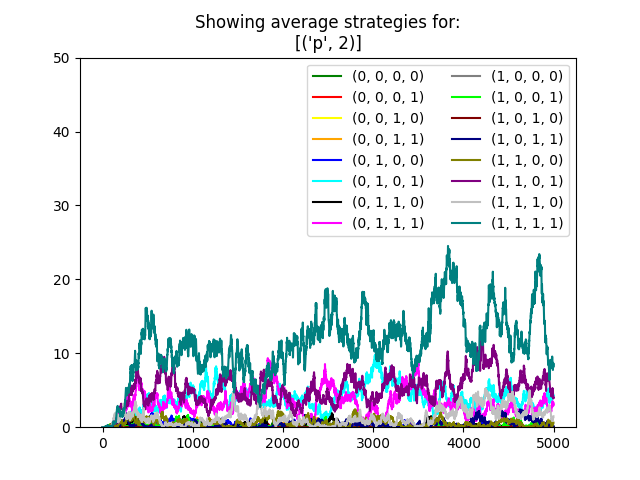 Showing average strategies for:
[('p', 2)]
50
40
30
20
10
0
(0, 0, 0, 0)
(0, 0, 0, 1)
(0, 0, 1, 0)
(0, 0, 1, 1)
(0, 1, 0, 0)
(0, 1, 0, 1)
(0, 1, 1, 0)
(0, 1, 1, 1)
(1, 0, 0, 0)
(1, 0, 0, 1)
(1, 0, 1, 0)
(1, 0, 1, 1)
(1, 1, 0, 0)
(1, 1, 0, 1)
(1, 1, 1, 0)
(1, 1, 1, 1)
0 1000 2000 3000 4000 5000